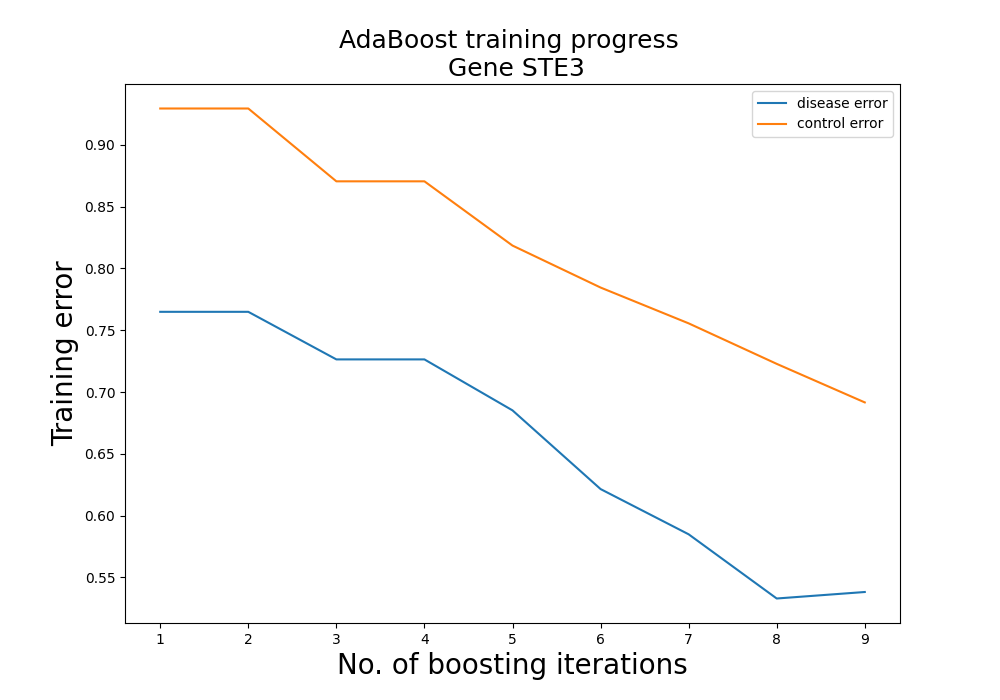 AdaBoost training progress
Gene STE3
disease error
control error
Training error
0.90
0.85
0.80
0.75
0.70
0.65
0.60
0.55
1 2 3 4 5 6 7 8 9
No. of boosting iterations